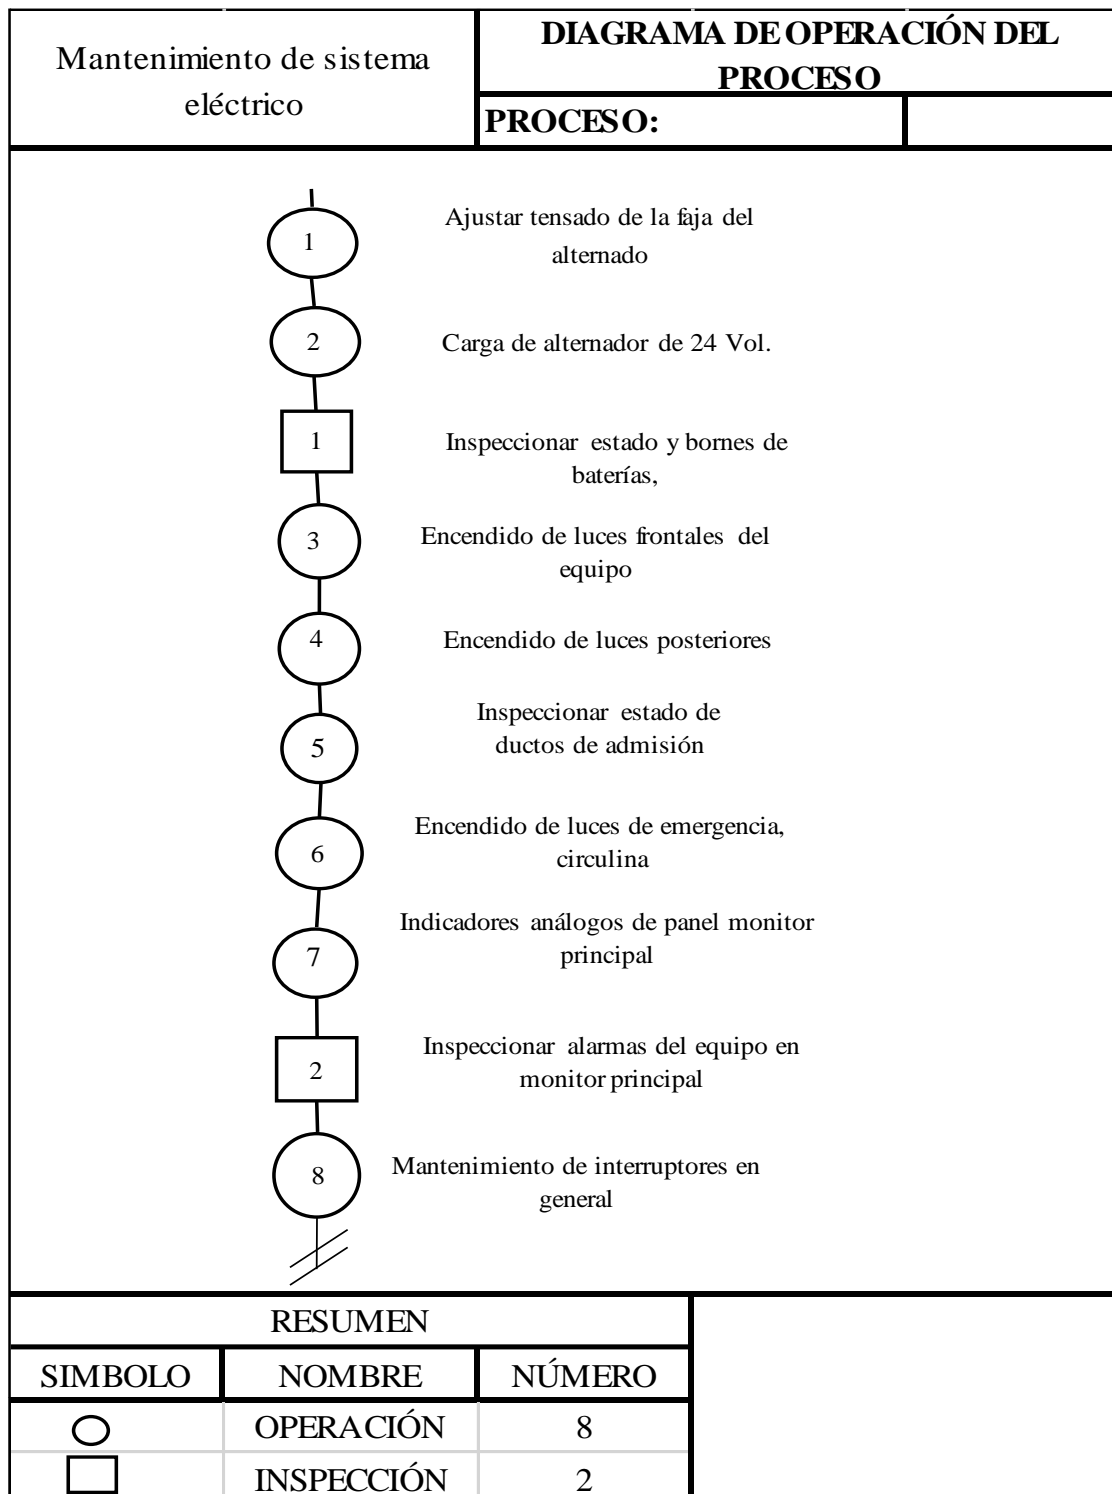 Mantenimiento de sistema
eléctrico
DIAGRAMA DE OPERACIÓN DEL
PROCESO
PROCESO:
1
Ajustar tensado de la faja del
alternado
2
Carga de alternador de 24 Vol.
1
Inspeccionar estado y bornes de
baterías,
3
Encendido de luces frontales del
equipo
4
Encendido de luces posteriores
5
Inspeccionar estado de
ductos de admisión
6
Encendido de luces de emergencia,
circulina
7
Indicadores análogos de panel monitor
principal
2
Inspeccionar alarmas del equipo en
monitor principal
8
Mantenimiento de interruptores en
general
RESUMEN
SIMBOLO NOMBRE NÚMERO
OPERACIÓN 8
INSPECCIÓN 2